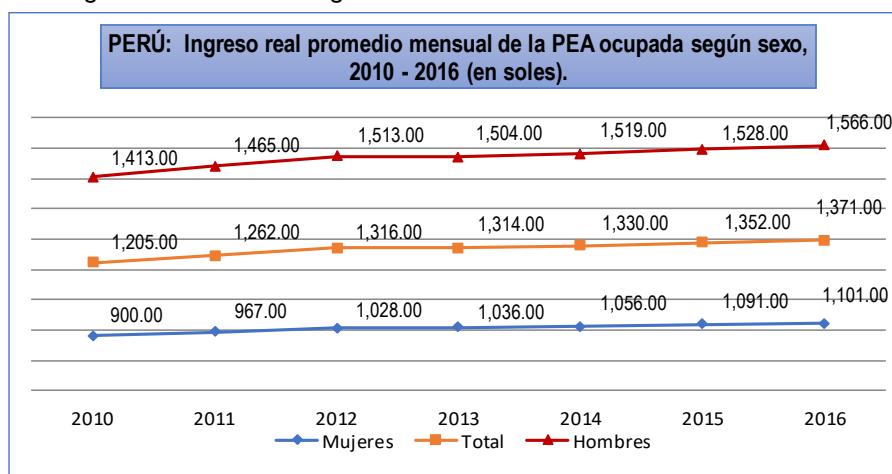 PERÚ: Ingreso real promedio mensual de la PEA ocupada según sexo,
2010 - 2016 (en soles).
1,413.00 1,465.00 1,513.00 1,504.00 1,519.00 1,528.00 1,566.00
1,205.00 1,262.00 1,316.00 1,314.00 1,330.00 1,352.00 1,371.00
900.00 967.00 1,028.00 1,036.00 1,056.00 1,091.00 1,101.00
2010 2011 2012 2013 2014 2015 2016
Mujeres Total Hombres